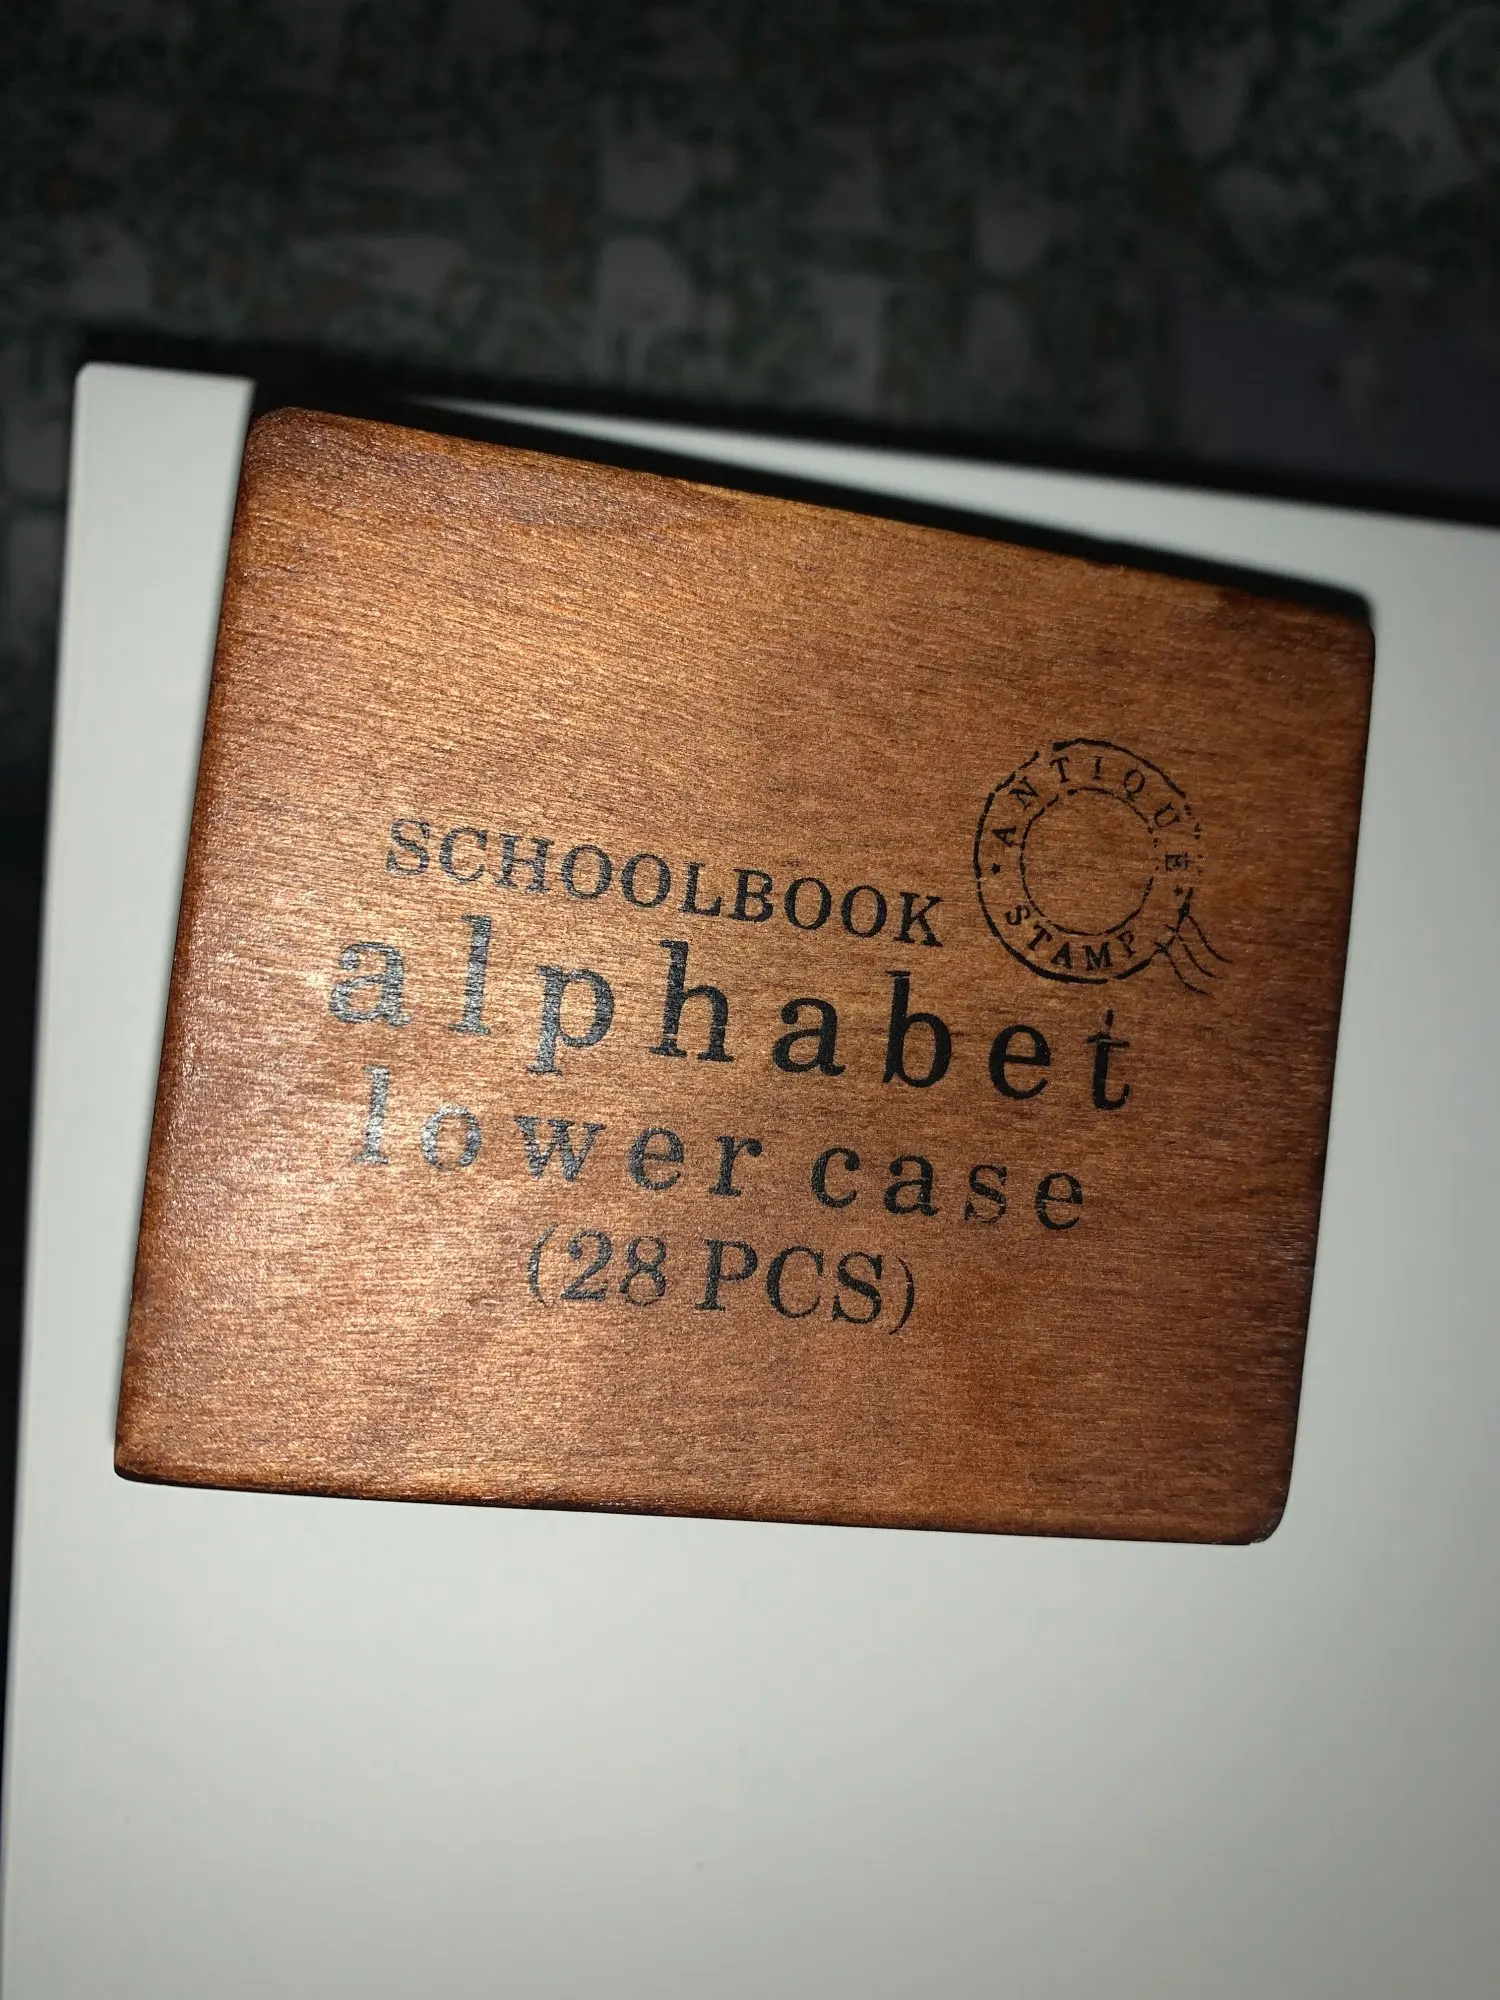 ANTIQUE
STAMP
SCHOOLBOOK
alphabet
lower case
(28 PCS)